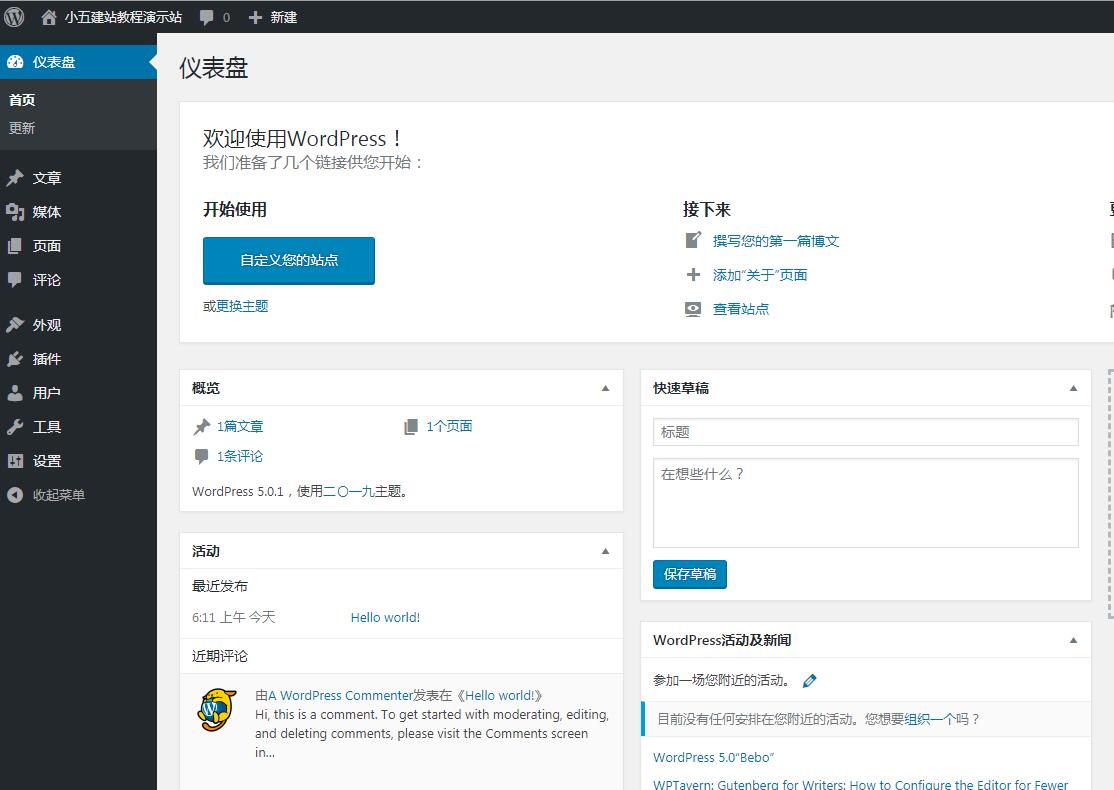 小五建站教程演示站 0 新建
仪表盘
首页
更新
文章
媒体
页面
评论
外观
插件
用户
工具
设置
收起菜单
仪表盘
欢迎使用WordPress！
我们准备了几个链接供您开始：
开始使用
自定义您的站点
或更换主题
接下来
撰写您的第一篇博文
添加“关于”页面
查看站点
概览
1篇文章 1个页面
1条评论
WordPress 5.0.1，使用二〇一九主题。
活动
最近发布
6:11 上午 今天 Hello world!
近期评论
由A WordPress Commenter发表在《Hello world!》
Hi, this is a comment. To get started with moderating, editing,
and deleting comments, please visit the Comments screen
in...
快速草稿
标题
在想些什么？
保存草稿
WordPress活动及新闻
参加一场您附近的活动。
目前没有任何安排在您附近的活动。您想要组织一个吗？
WordPress 5.0“Bebo”
WPTavern: Gutenberg for Writers: How to Configure the Editor for Fewer